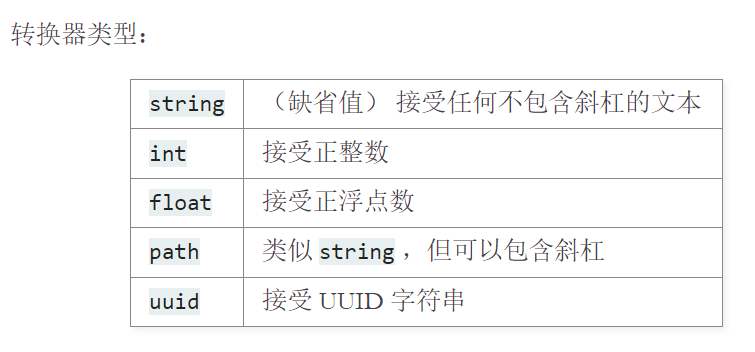 转换器类型：
string （缺省值） 接受任何不包含斜杠的文本
int 接受正整数
float 接受正浮点数
path 类似 string ，但可以包含斜杠
uuid 接受 UUID 字符串